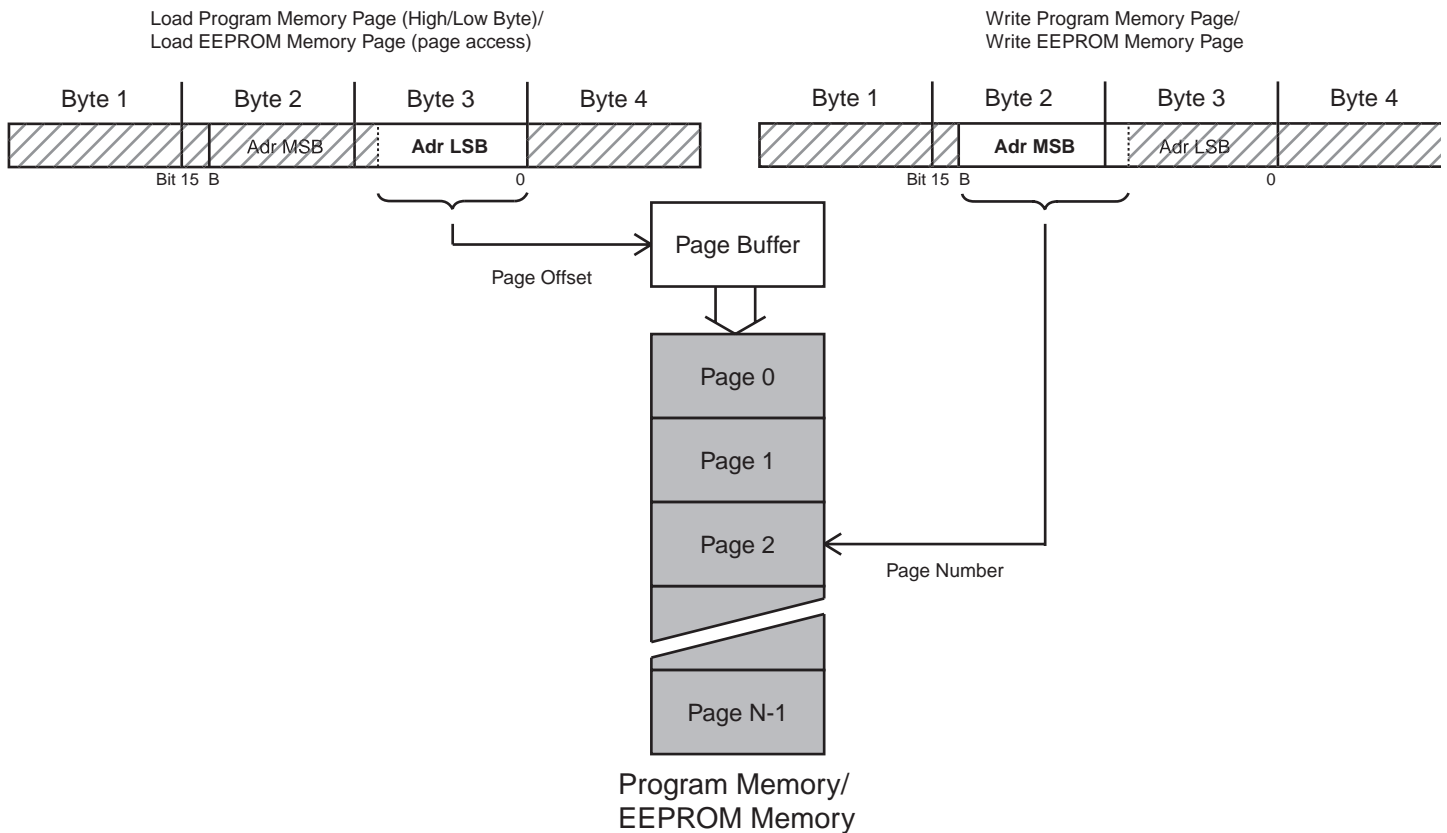 Load Program Memory Page (High/Low Byte)/
Load EEPROM Memory Page (page access)
Write Program Memory Page/
Write EEPROM Memory Page
Byte 1 Byte 2 Byte 3 Byte 4
Adr MSB Adr LSB
Bit 15 B 0
Byte 1 Byte 2 Byte 3 Byte 4
Adr MSB Adr LSB
Bit 15 B 0
Page Buffer
Page Offset
Page 0
Page 1
Page 2
Page Number
Page N-1
Program Memory/
EEPROM Memory